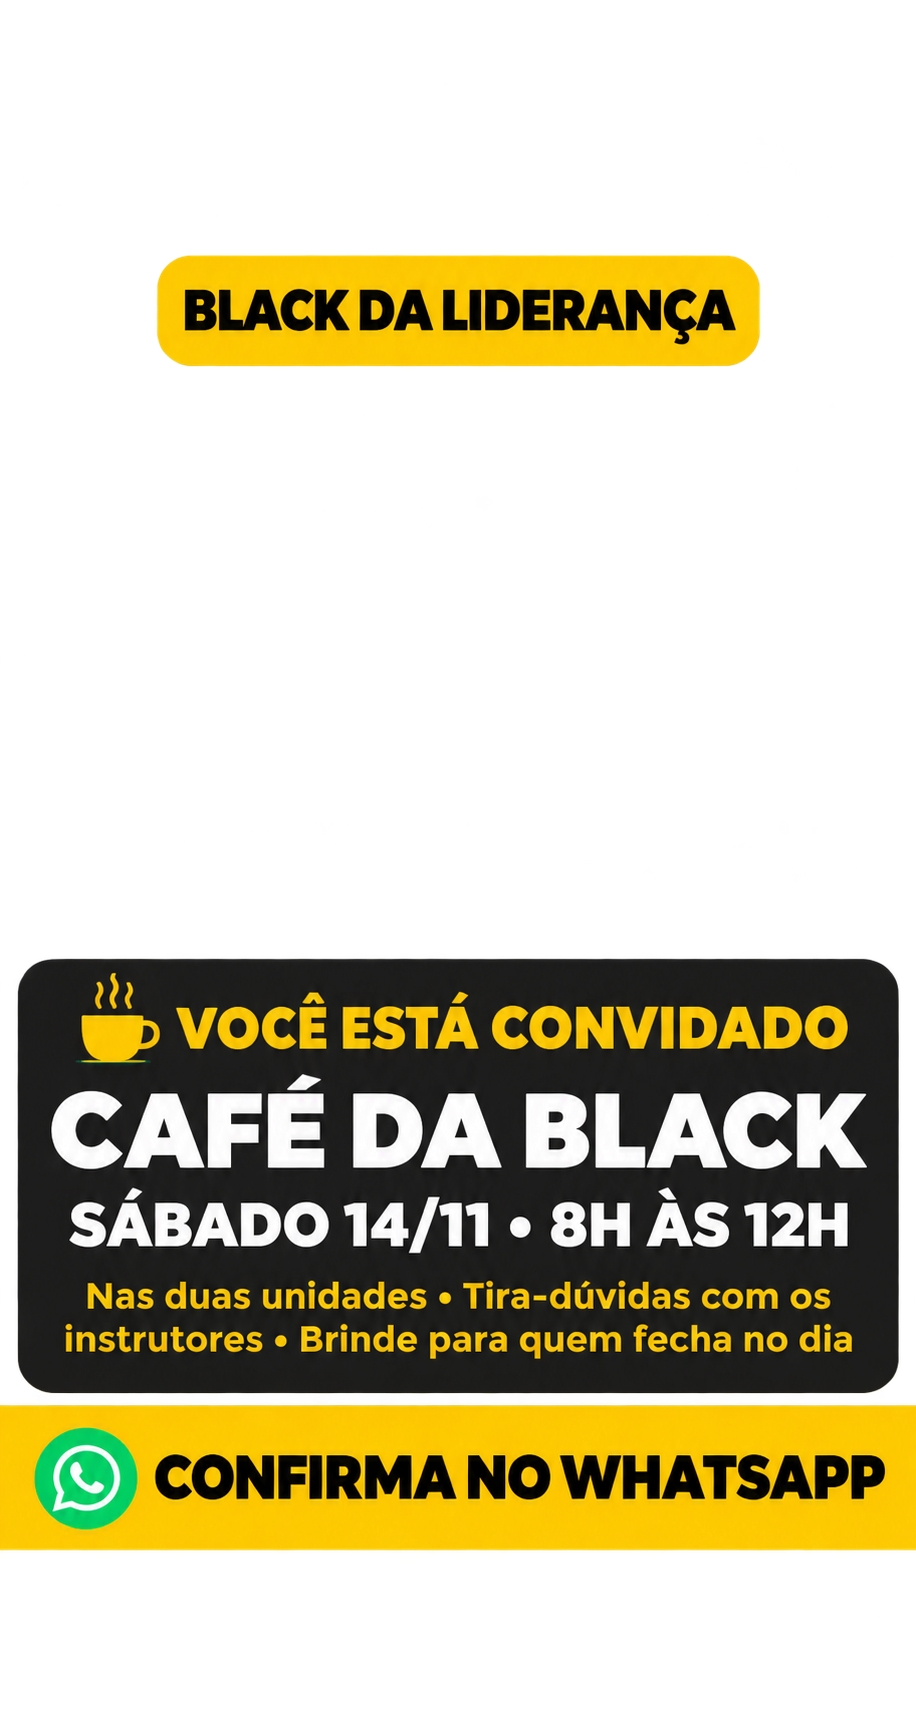 BLACK DA LIDERANÇA
VOCÊ ESTÁ CONVIDADO
CAFÉ DA BLACK
SÁBADO 14/11 • 8H ÀS 12H
Nas duas unidades • Tira-dúvidas com os
instrutores • Brinde para quem fecha no dia
CONFIRMA NO WHATSAPP